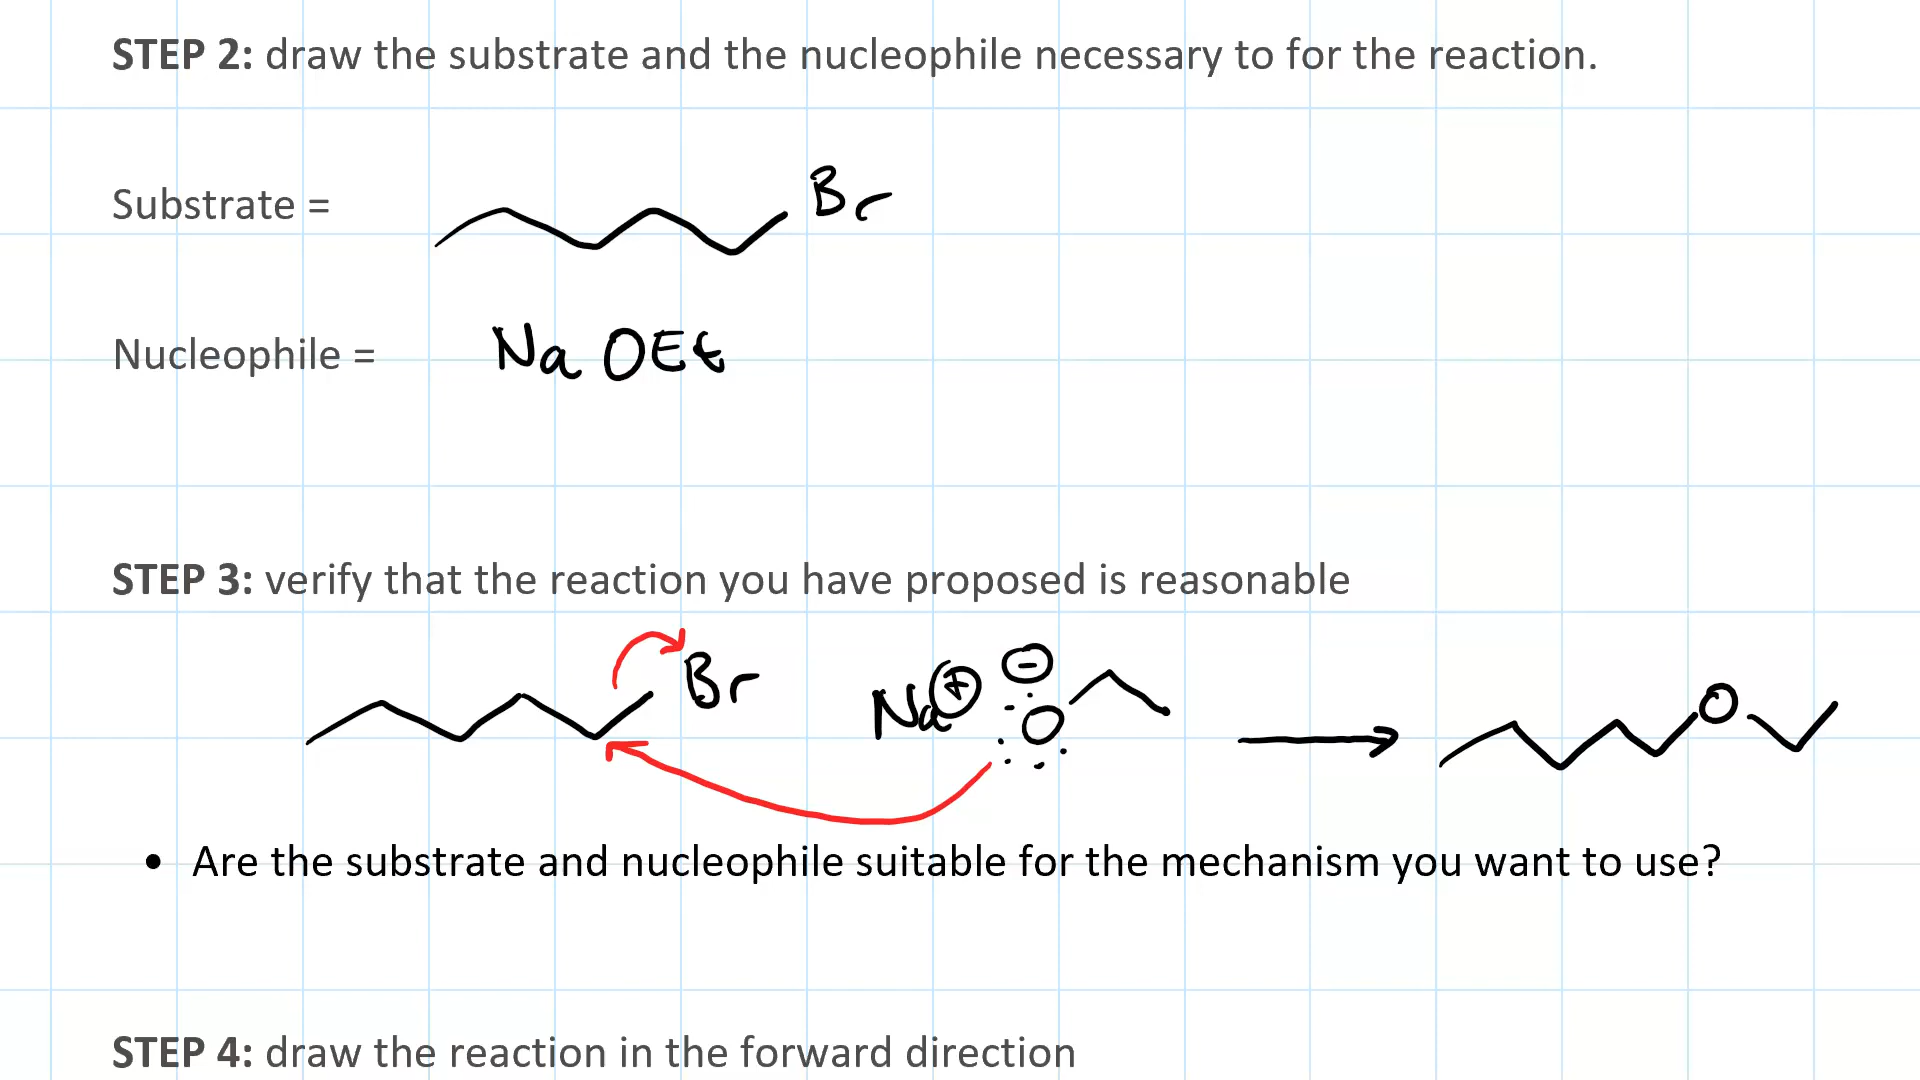 STEP 2: draw the substrate and the nucleophile necessary to for the reaction.
Substrate = Br
Nucleophile = Na OEt
STEP 3: verify that the reaction you have proposed is reasonable
Br Na + - O O
• Are the substrate and nucleophile suitable for the mechanism you want to use?
STEP 4: draw the reaction in the forward direction